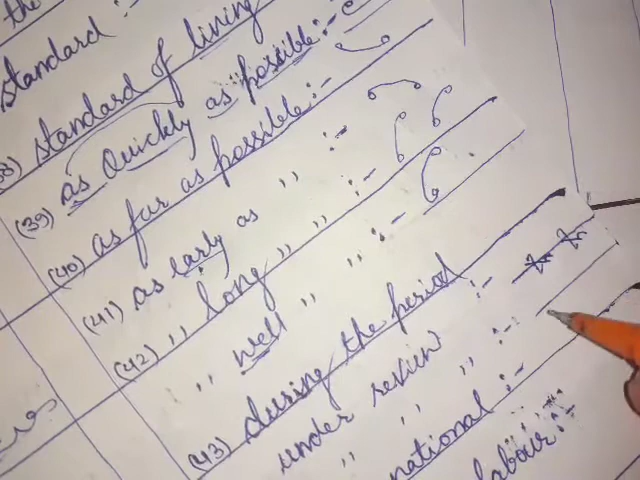 the
standard :-
38) standard of lining
(39) as Quickly as possible :-
(40) as far as possible :-
(41) as early as " :-
(42) " long " " :-
" well " " :-
(43) during the period :-
under review " :-
" " national :-
labour :-